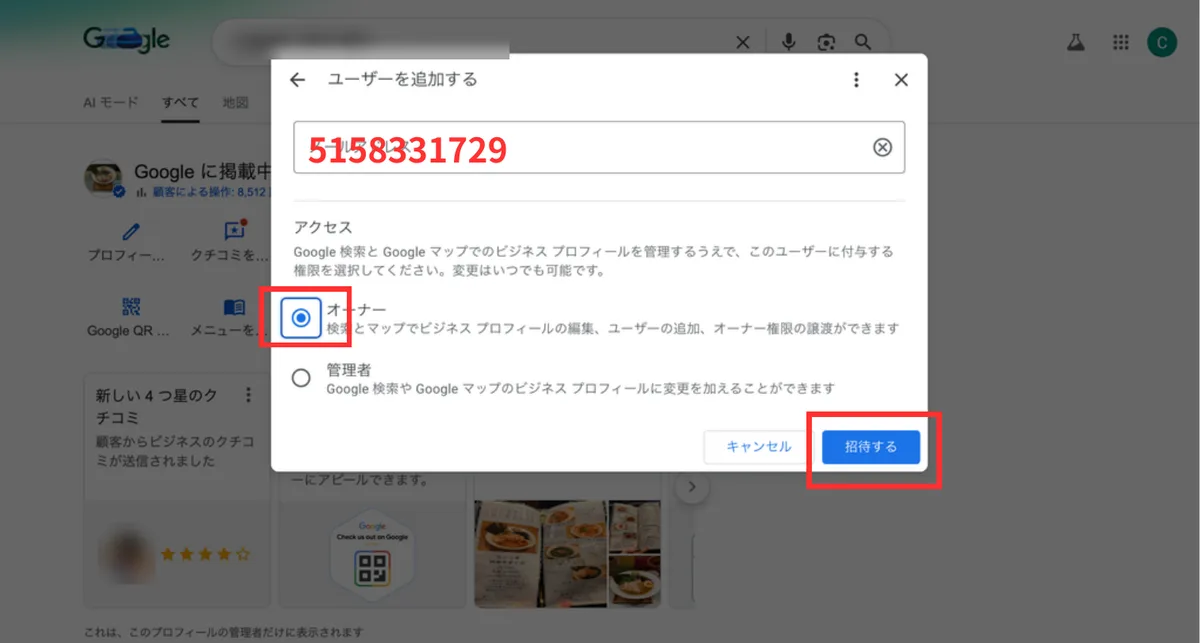 Google
AI モード
すべて
地図
Google に掲載中
顧客による操作: 8,512
プロフィー...
クチコミを...
Google QR ...
メニューを...
新しい 4 つ星のク
チコミ
顧客からビジネスのクチコ
ミが送信されました
ーにアピールできます。
Google
Check us out on Google
これは、このプロフィールの管理者だけに表示されます
C
ユーザーを追加する
5158331729
アクセス
Google 検索と Google マップでのビジネス プロフィールを管理するうえで、このユーザーに付与する
権限を選択してください。変更はいつでも可能です。
オーナー
検索とマップでビジネス プロフィールの編集、ユーザーの追加、オーナー権限の譲渡ができます
管理者
Google 検索や Google マップのビジネス プロフィールに変更を加えることができます
キャンセル
招待する